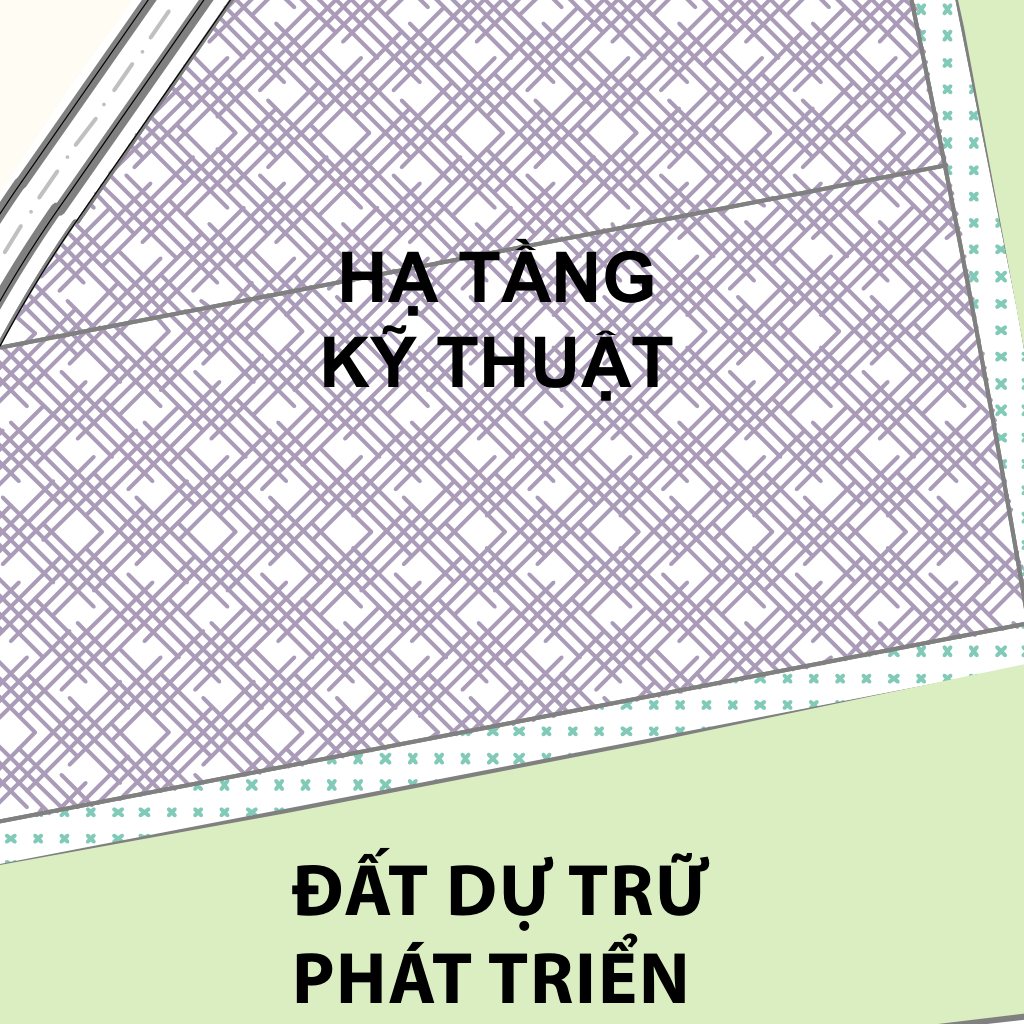 HẠ TẦNG
KỸ THUẬT
ĐẤT DỰ TRỮ
PHÁT TRIỂN